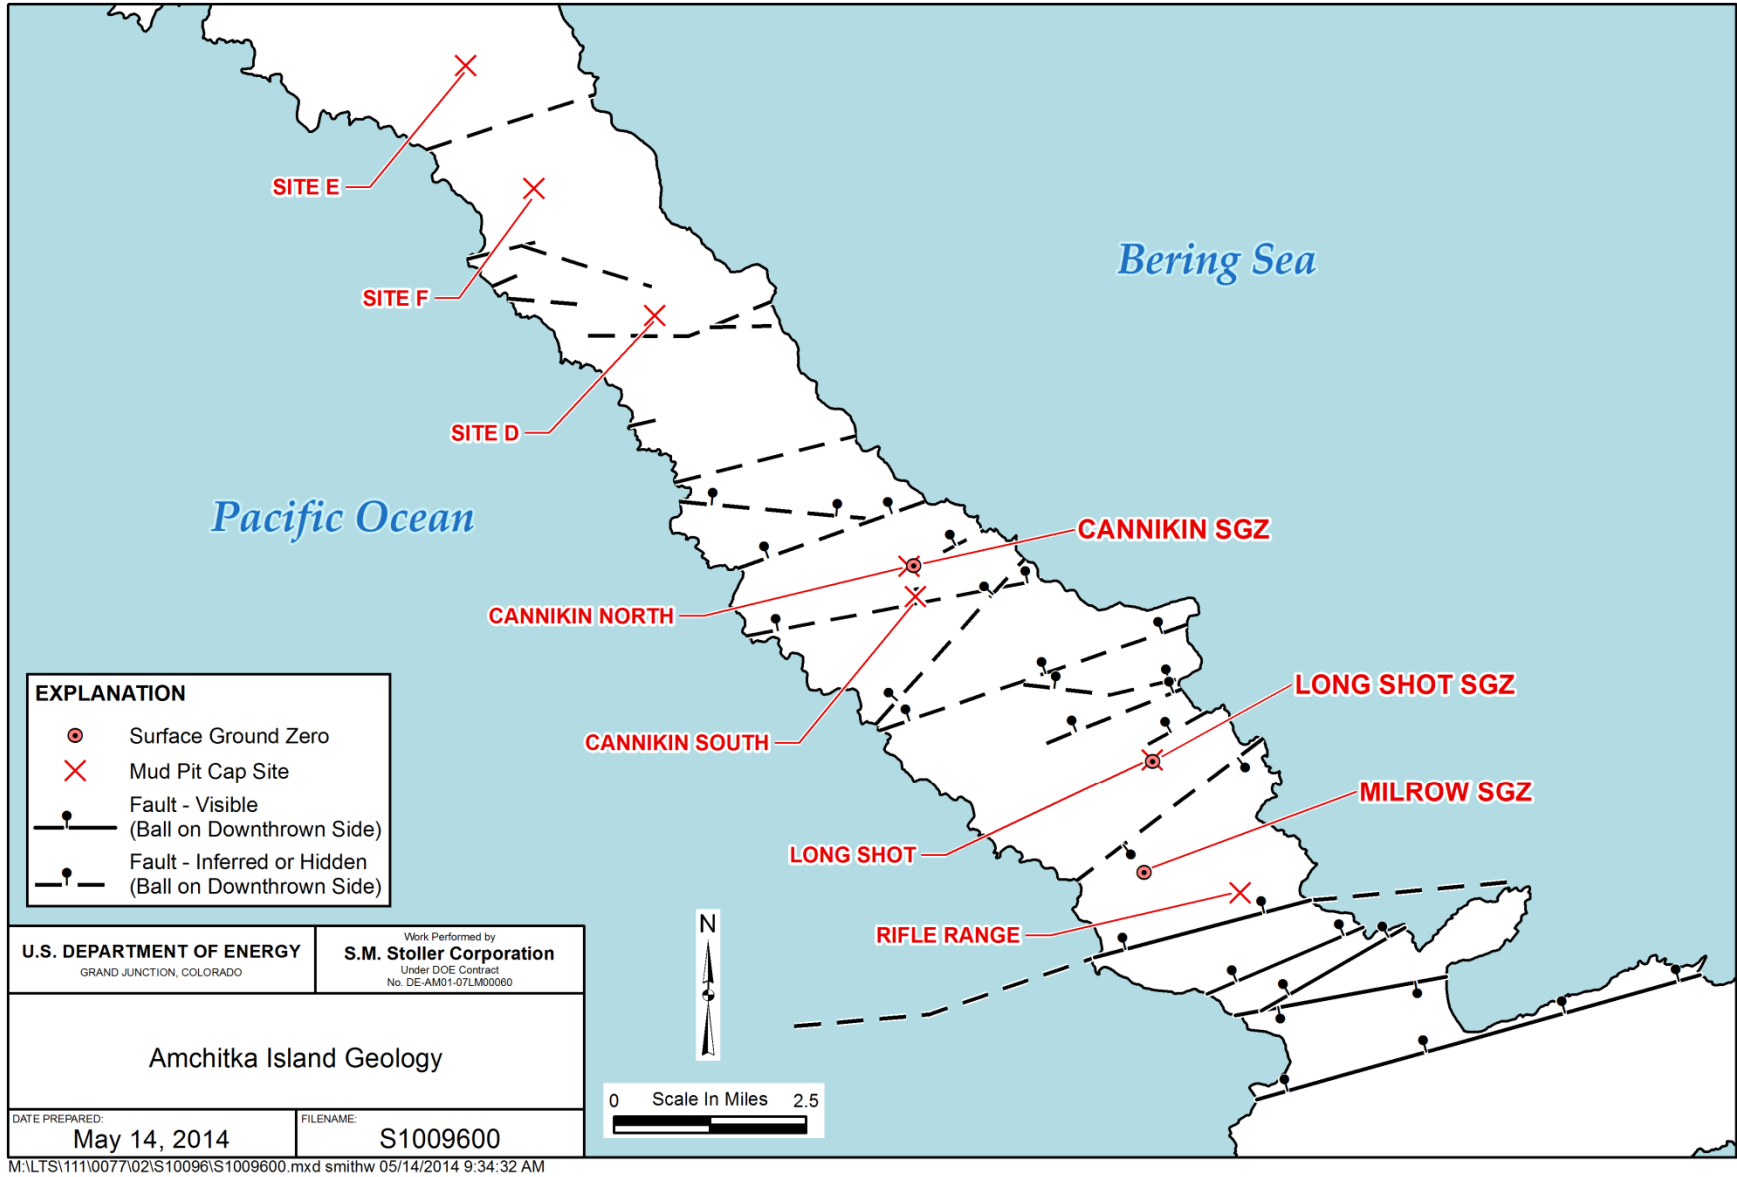 SITE E
SITE F
Bering Sea
SITE D
Pacific Ocean
CANNIKIN SGZ
CANNIKIN NORTH
LONG SHOT SGZ
CANNIKIN SOUTH
MILROW SGZ
LONG SHOT
RIFLE RANGE
EXPLANATION
Surface Ground Zero
Mud Pit Cap Site
Fault - Visible
(Ball on Downthrown Side)
Fault - Inferred or Hidden
(Ball on Downthrown Side)
N
0 Scale In Miles 2.5
U.S. DEPARTMENT OF ENERGY
GRAND JUNCTION, COLORADO
Work Performed by
S.M. Stoller Corporation
Under DOE Contract
No. DE-AM01-07LM00060
Amchitka Island Geology
DATE PREPARED:
May 14, 2014
FILENAME:
S1009600
M:\LTS\111\0077\02\S10096\S1009600.mxd smithw 05/14/2014 9:34:32 AM